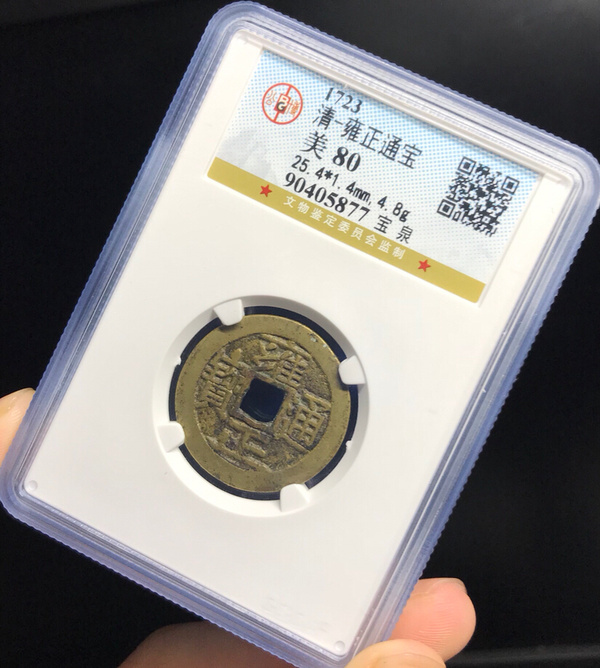 1723
清-雍正通宝
美 80
25.4*1.4mm,4.8g
90405877 宝 泉
文物鉴定委员会监制
雍正通寳